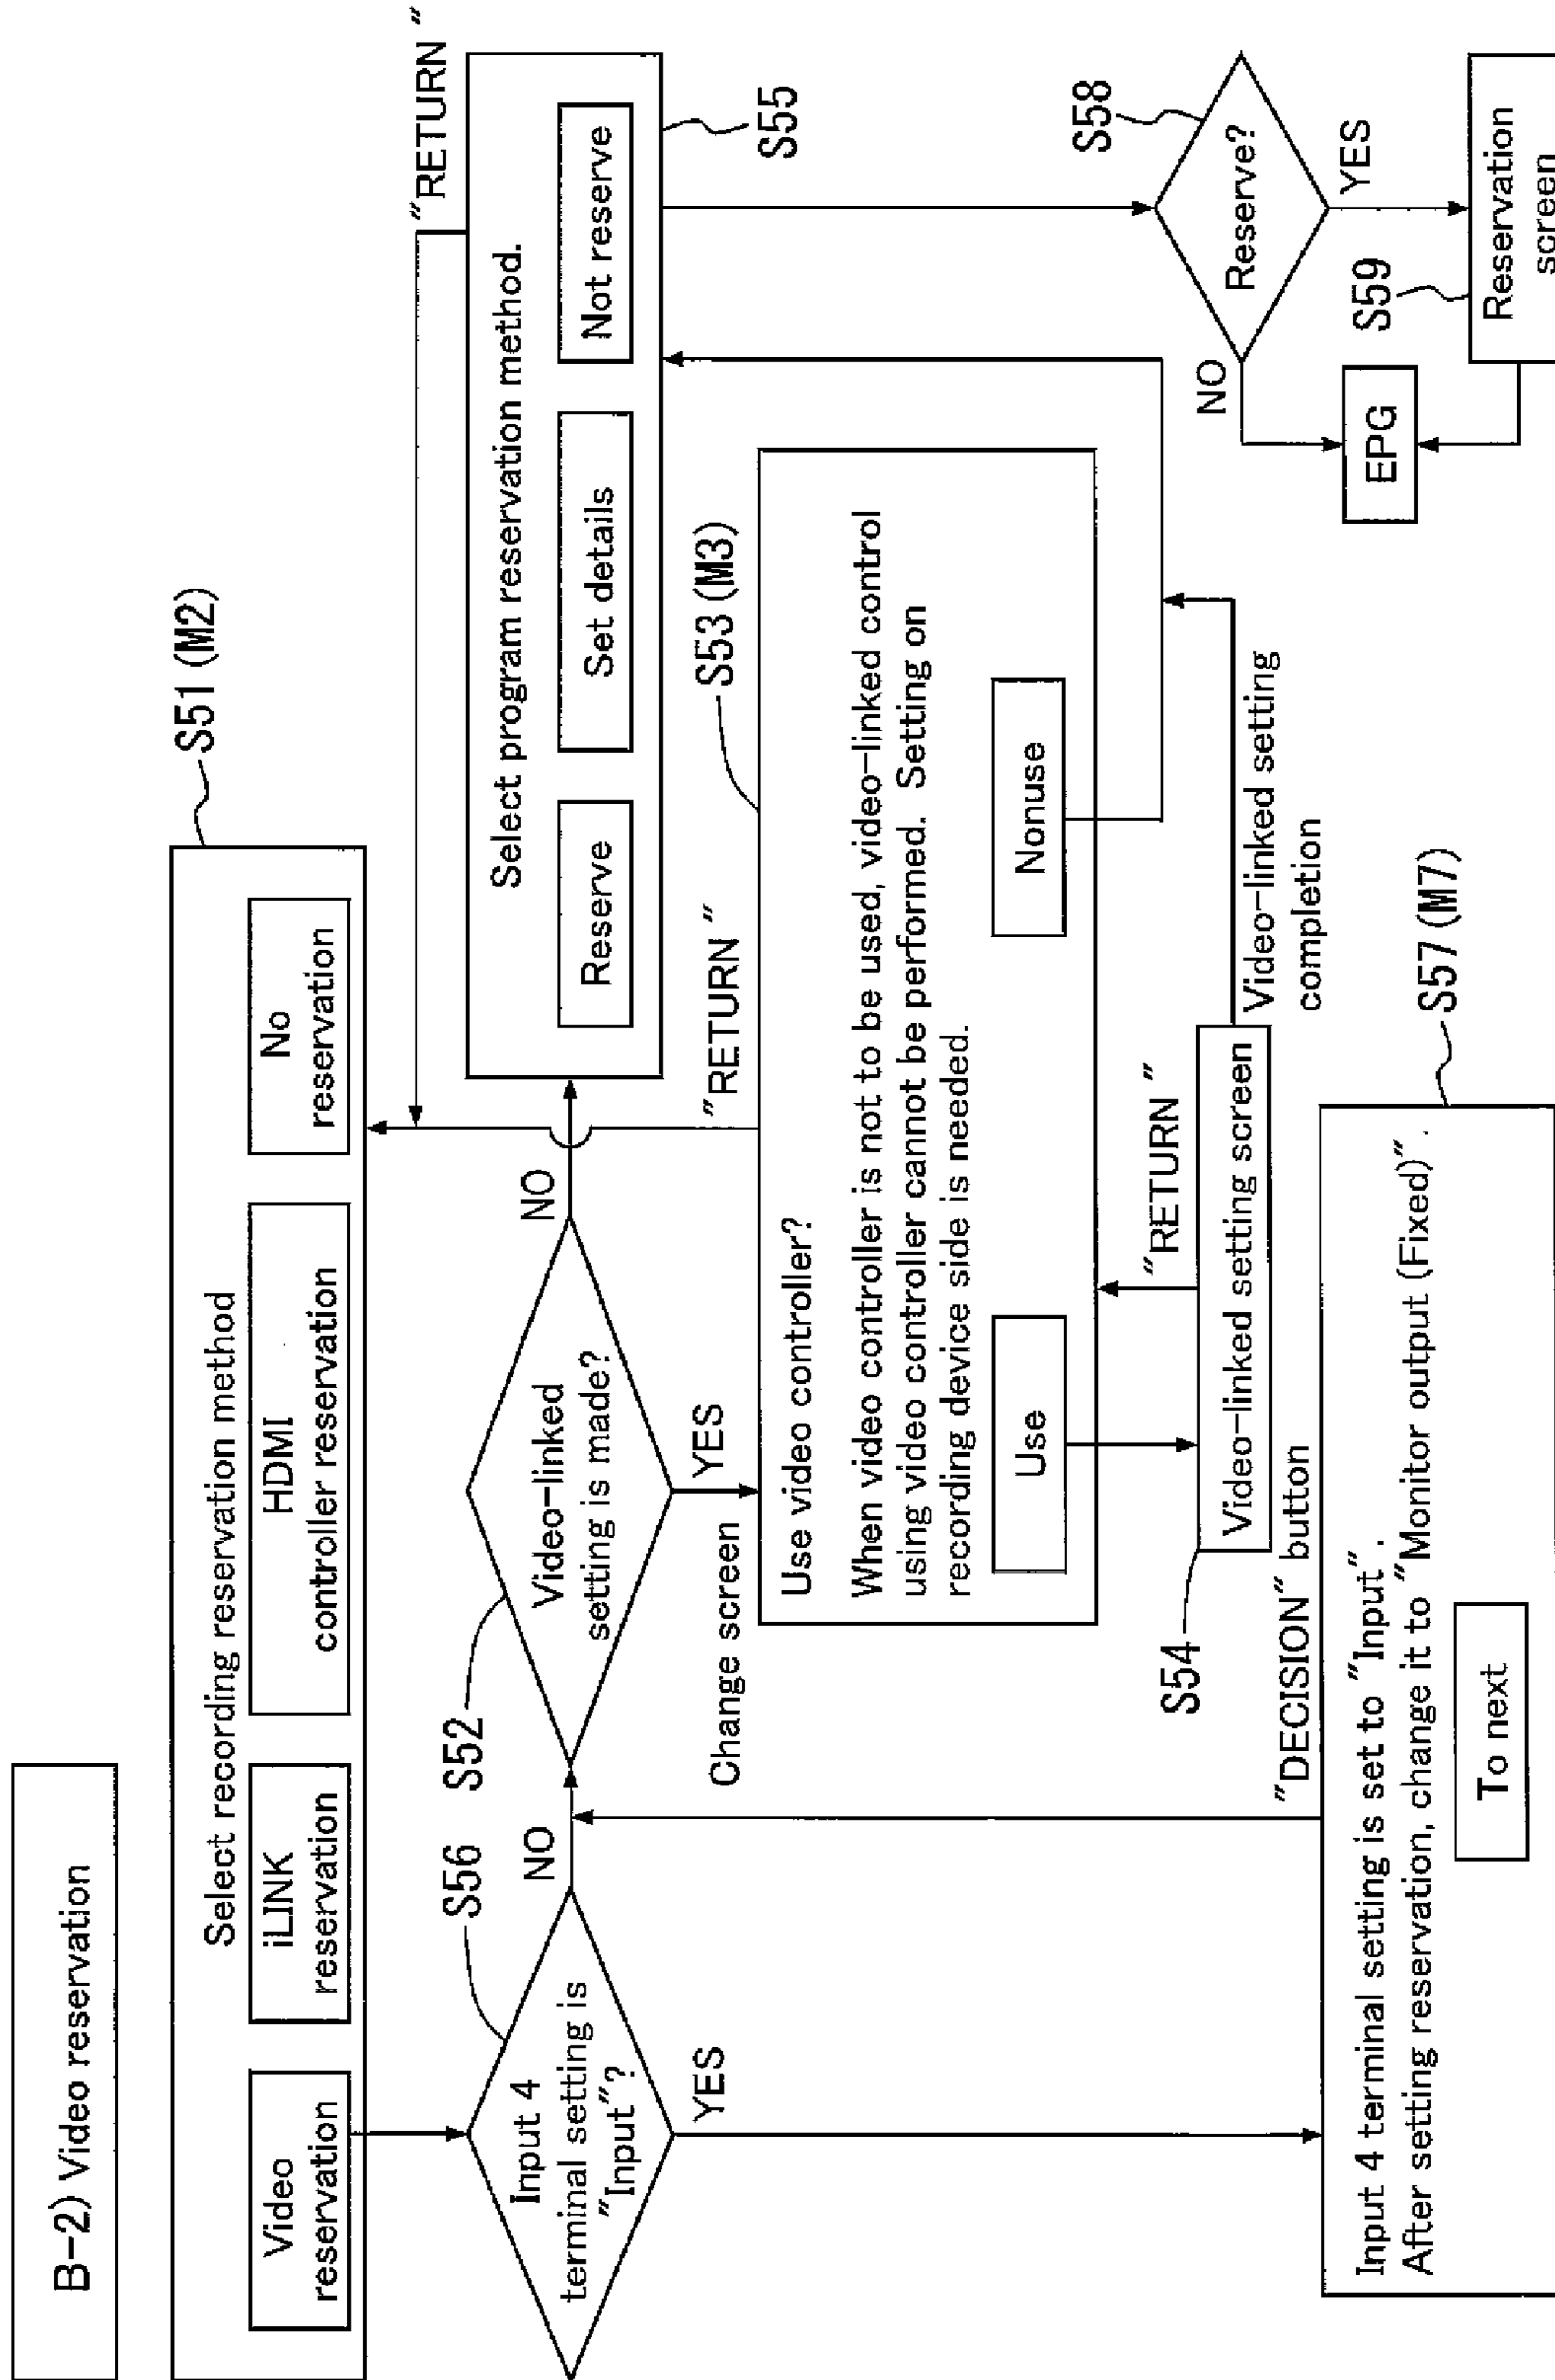 B-2) Video reservation
S51 (M2)
Select recording reservation method
Video
reservation
iLINK
reservation
HDMI
controller reservation
No
reservation
"RETURN"
S56
Input 4
terminal setting is
"Input"?
NO
YES
S52
Video-linked
setting is made?
NO
YES
Change screen
Select program reservation method.
Reserve
Set details
Not reserve
S55
"RETURN"
S53 (M3)
Use video controller?
When video controller is not to be used, video-linked control
using video controller cannot be performed. Setting on
recording device side is needed.
Use
Nonuse
"RETURN"
S54
Video-linked setting screen
Video-linked setting
completion
S58
Reserve?
NO
YES
EPG
S59
Reservation
screen
"DECISION" button
S57 (M7)
Input 4 terminal setting is set to "Input".
After setting reservation, change it to "Monitor output (Fixed)".
To next